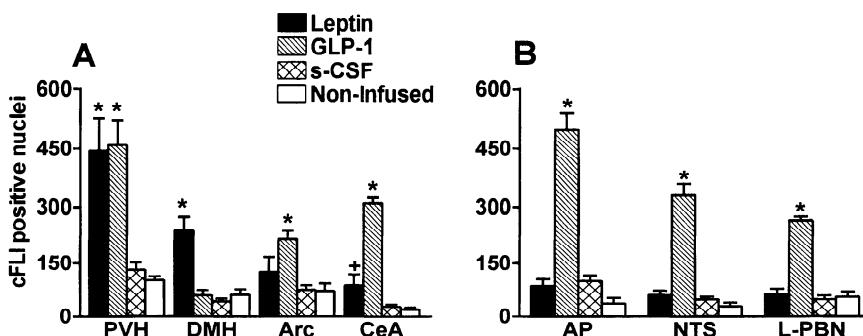 Leptin
GLP-1
s-CSF
Non-Infused
A
B
cFLI positive nuclei
600
450
300
150
0
* *
*
*
+
*
PVH DMH Arc CeA
600
450
300
150
0
*
*
*
AP NTS L-PBN